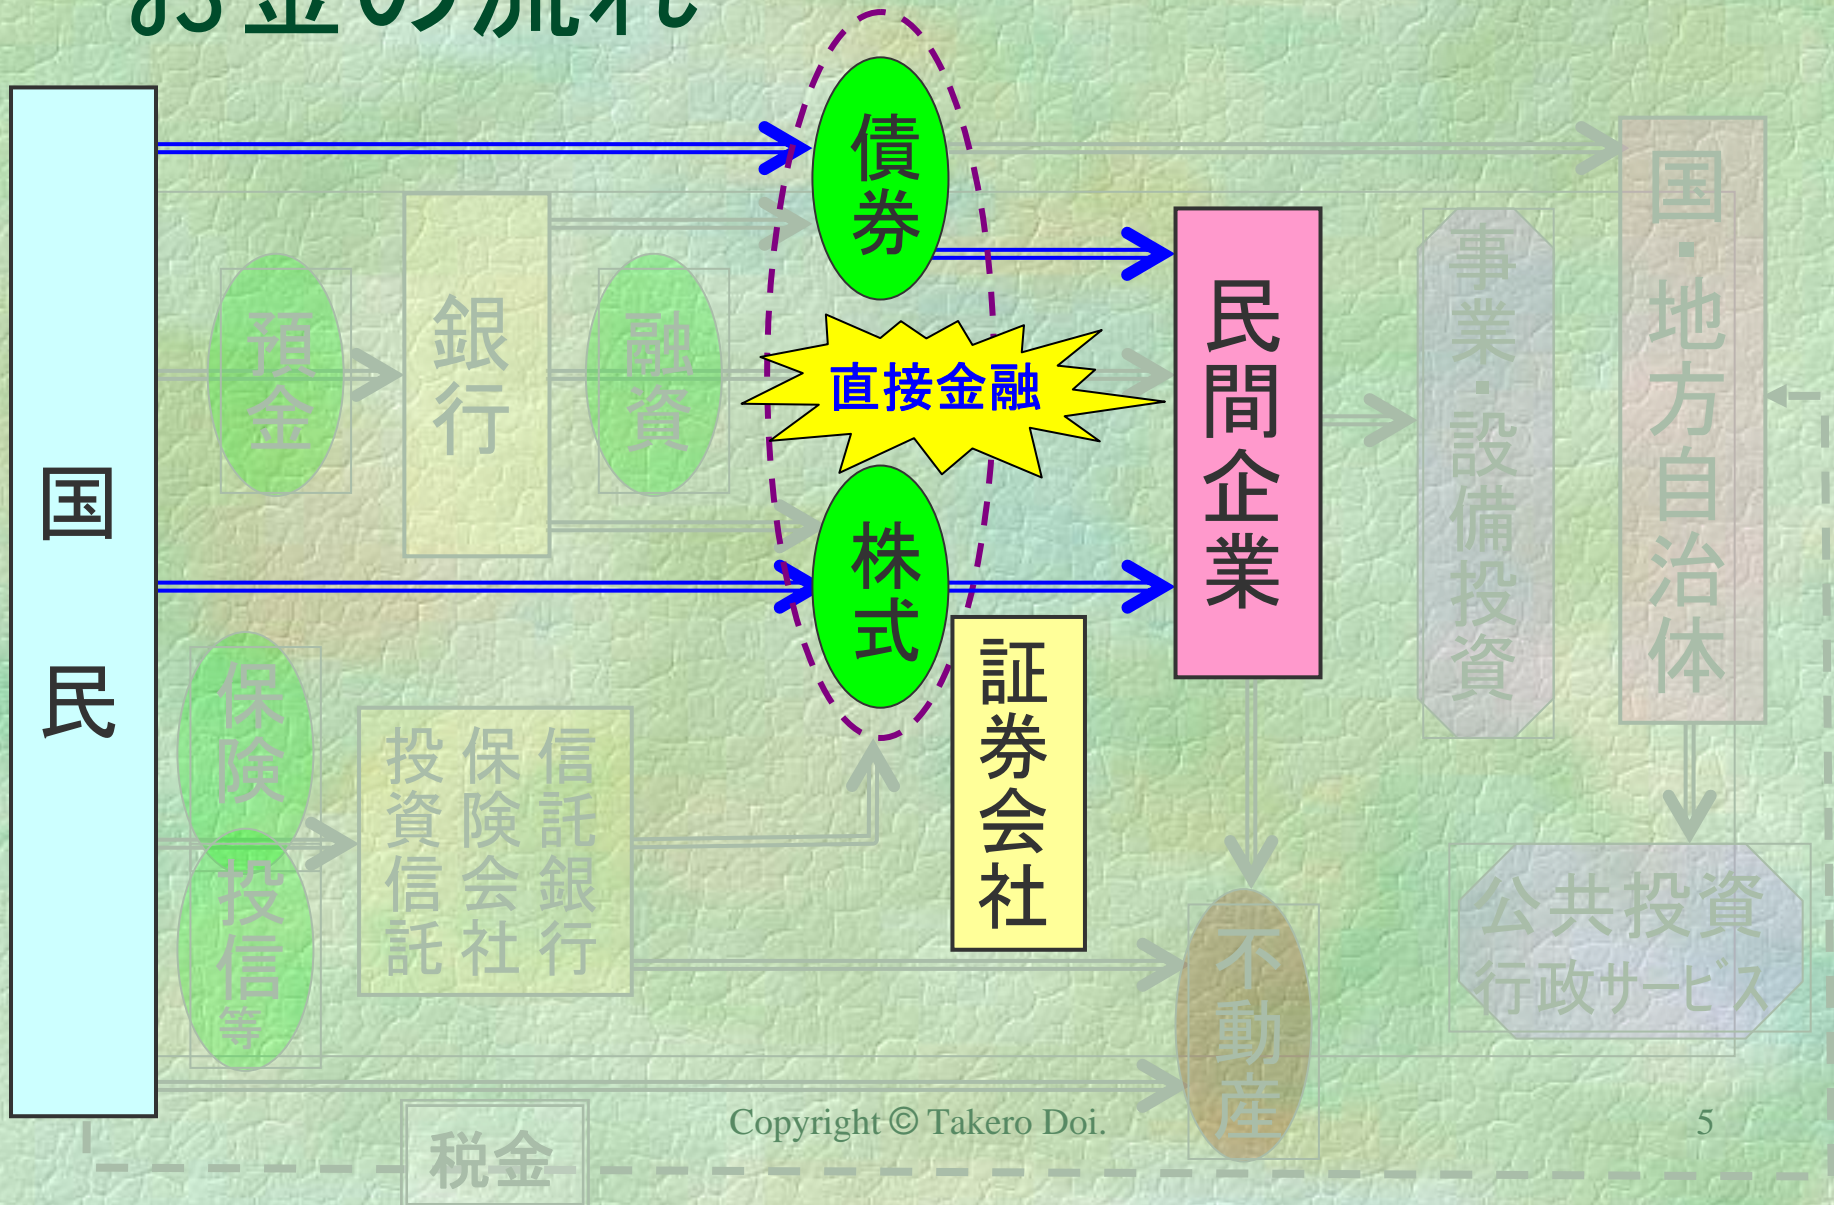 お金の流れ
国民
債券
預金
銀行
融資
直接金融
株式
民間企業
事業・設備投資
国・地方自治体
保険
投信等
投資信託
保険会社
信託銀行
証券会社
不動産
公共投資
行政サービス
税金
Copyright © Takero Doi.
5